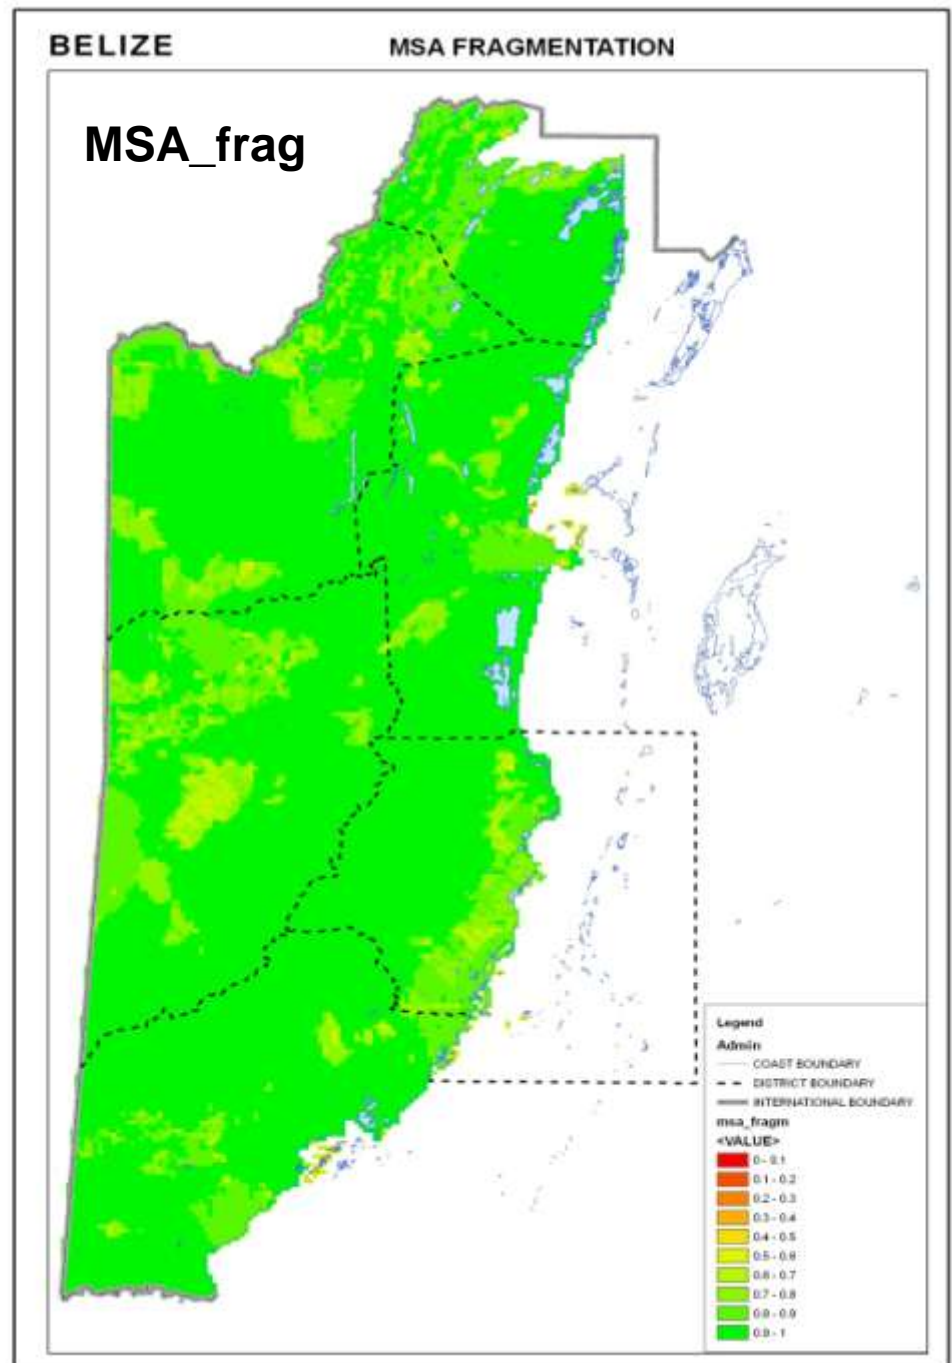 BELIZE
MSA FRAGMENTATION
MSA_frag
Legend
Admin
COAST BOUNDARY
DISTRICT BOUNDARY
INTERNATIONAL BOUNDARY
msa_fragm
<VALUE>
0 - 0.1
0.1 - 0.2
0.2 - 0.3
0.3 - 0.4
0.4 - 0.5
0.5 - 0.6
0.6 - 0.7
0.7 - 0.8
0.8 - 0.9
0.9 - 1